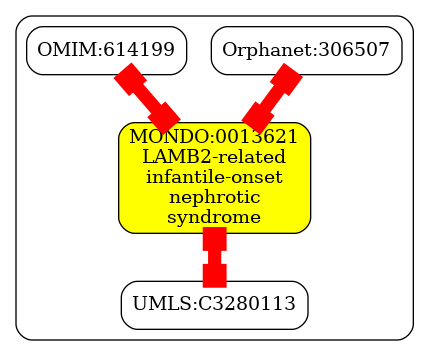 OMIM:614199
Orphanet:306507
MONDO:0013621
LAMB2-related
infantile-onset
nephrotic
syndrome
UMLS:C3280113